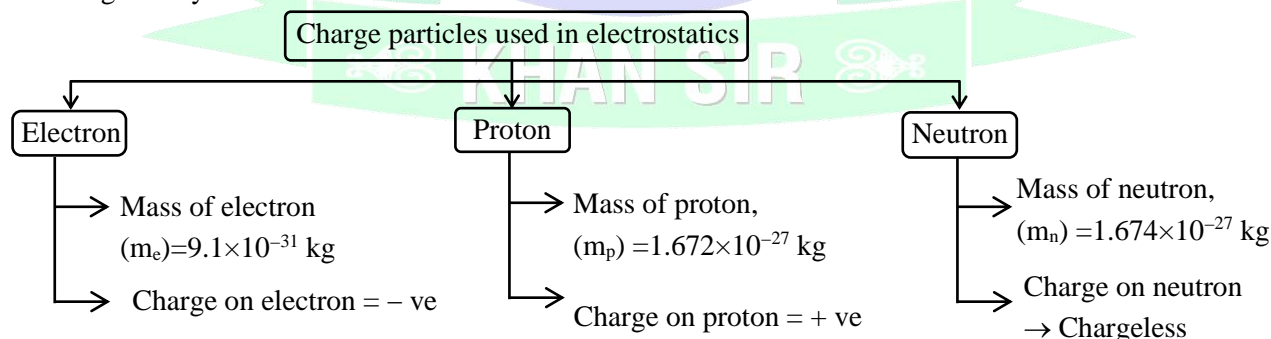 Charge particles used in electrostatics
KHAN SIR
Electron
Proton
Neutron
Mass of electron
(mₑ)=9.1×10⁻³¹ kg
Charge on electron = – ve
Mass of proton,
(mₚ) =1.672×10⁻²⁷ kg
Charge on proton = + ve
Mass of neutron,
(mₙ) =1.674×10⁻²⁷ kg
Charge on neutron
→ Chargeless